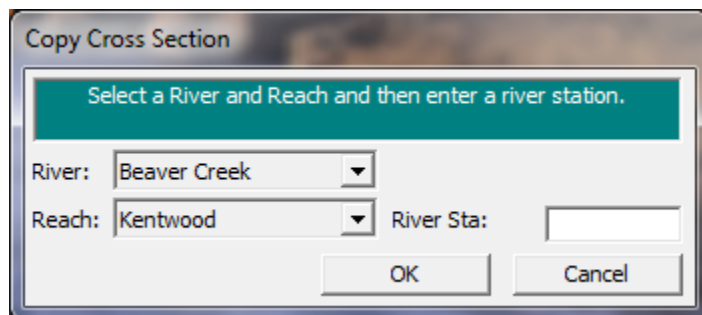 Copy Cross Section
Select a River and Reach and then enter a river station.
River: Beaver Creek
Reach: Kentwood River Sta:
OK Cancel